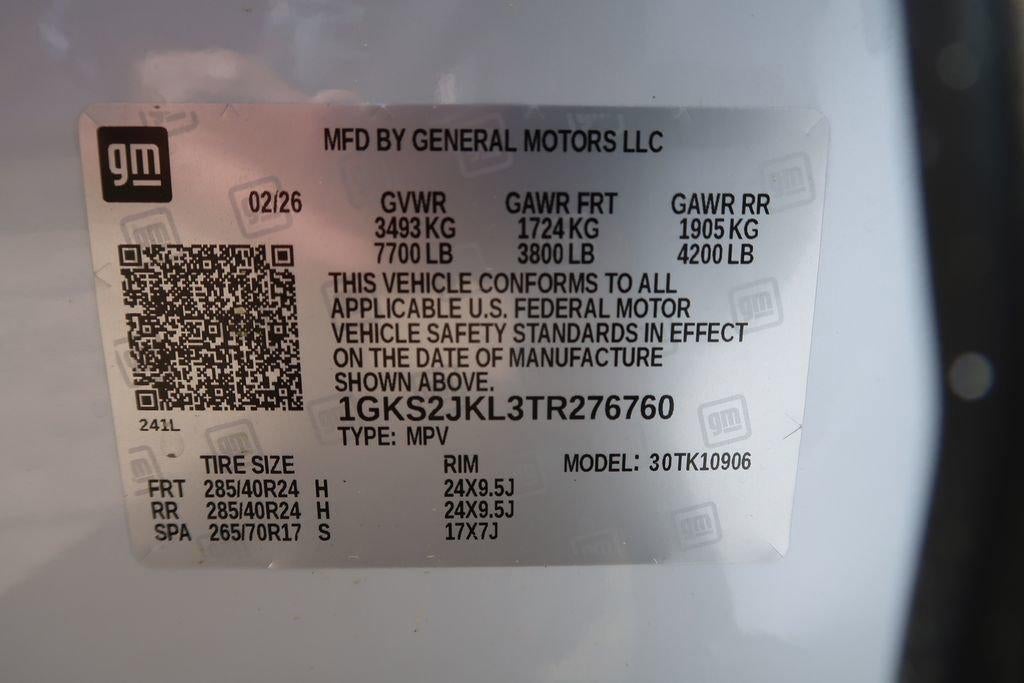 gm
MFD BY GENERAL MOTORS LLC
02/26 GVWR GAWR FRT GAWR RR
3493 KG 1724 KG 1905 KG
7700 LB 3800 LB 4200 LB
THIS VEHICLE CONFORMS TO ALL
APPLICABLE U.S. FEDERAL MOTOR
VEHICLE SAFETY STANDARDS IN EFFECT
ON THE DATE OF MANUFACTURE
SHOWN ABOVE.
1GKS2JKL3TR276760
241L
TYPE: MPV
TIRE SIZE RIM MODEL: 30TK10906
FRT 285/40R24 H 24X9.5J
RR 285/40R24 H 24X9.5J
SPA 265/70R17 S 17X7J